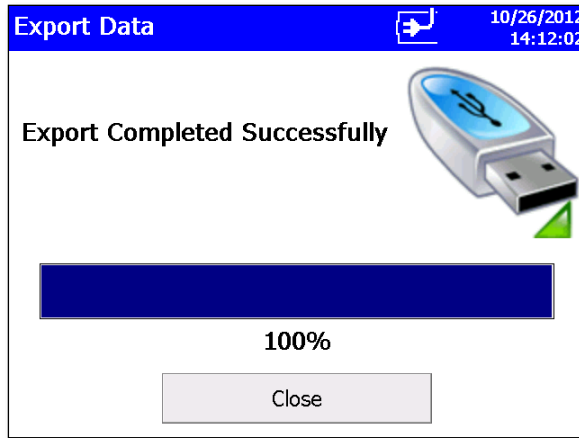 Export Data
10/26/2012
14:12:02
Export Completed Successfully
100%
Close